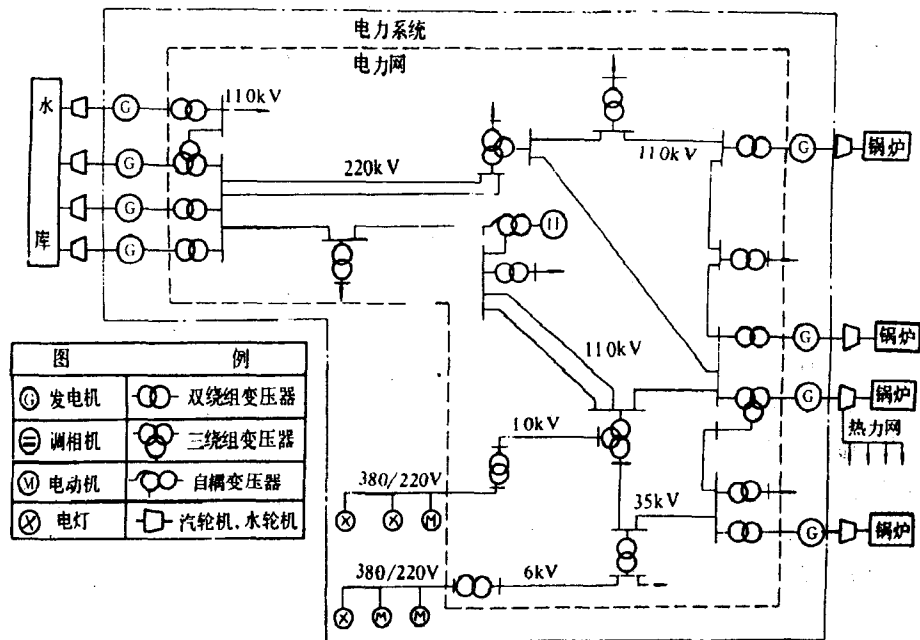 电力系统
电力网
水
库
G
G
G
G
110kV
220kV
110kV
G
锅炉
G
锅炉
110kV
G
锅炉
热力网
10kV
380/220V
35kV
G
锅炉
380/220V
6kV
M
M
M
图 例
G 发电机 双绕组变压器
调相机 三绕组变压器
M 电动机 自耦变压器
电灯 汽轮机、水轮机